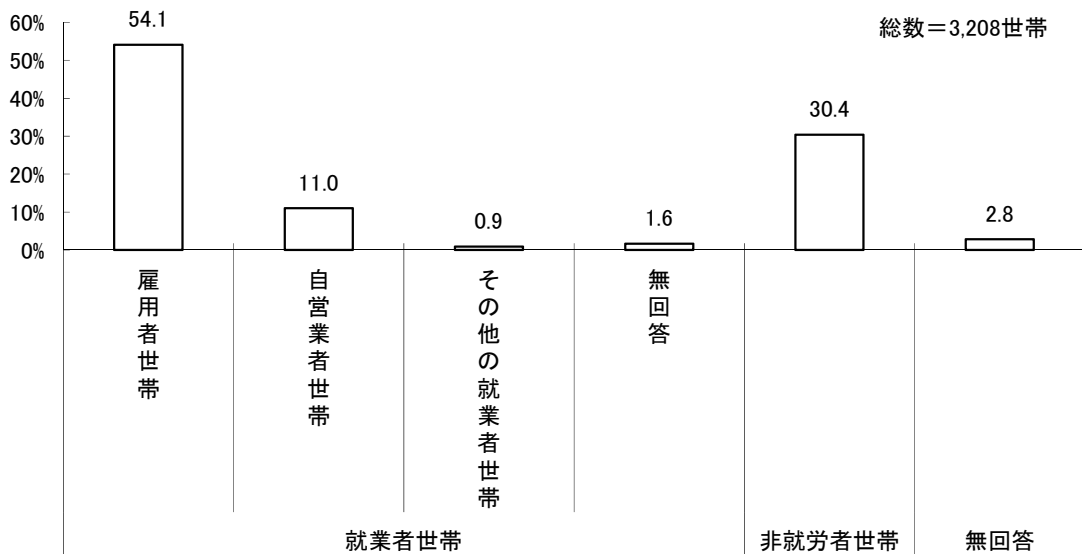 60%
50%
40%
30%
20%
10%
0%
総数＝3,208世帯
54.1
11.0
0.9
1.6
30.4
2.8
雇用者世帯
自営業者世帯
その他の就業者世帯
無回答
就業者世帯
非就労者世帯
無回答